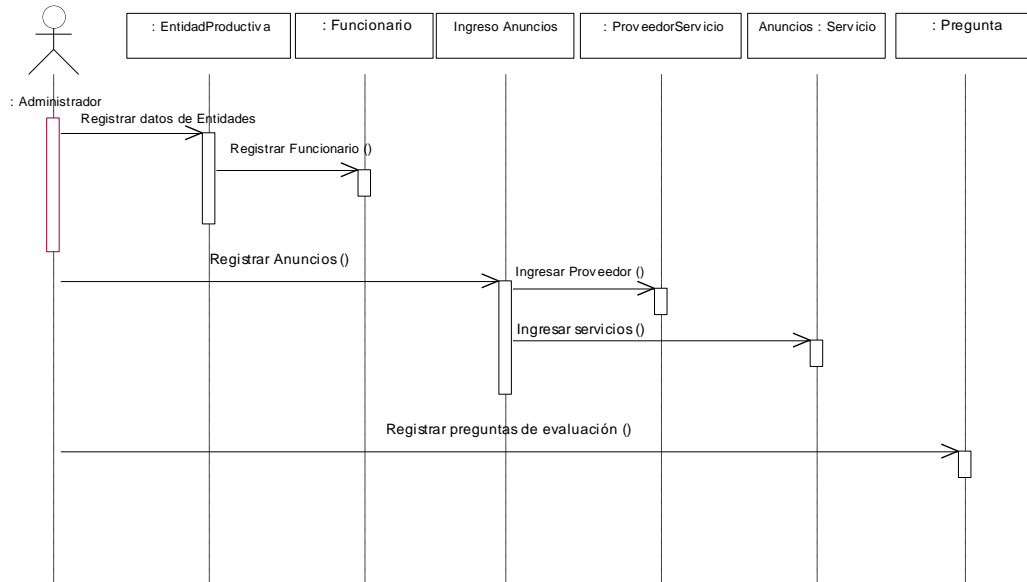 : EntidadProductiva
: Funcionario
Ingreso Anuncios
: ProveedorServicio
Anuncios : Servicio
: Pregunta
: Administrador
Registrar datos de Entidades
Registrar Funcionario ()
Registrar Anuncios ()
Ingresar Proveedor ()
Ingresar servicios ()
Registrar preguntas de evaluación ()